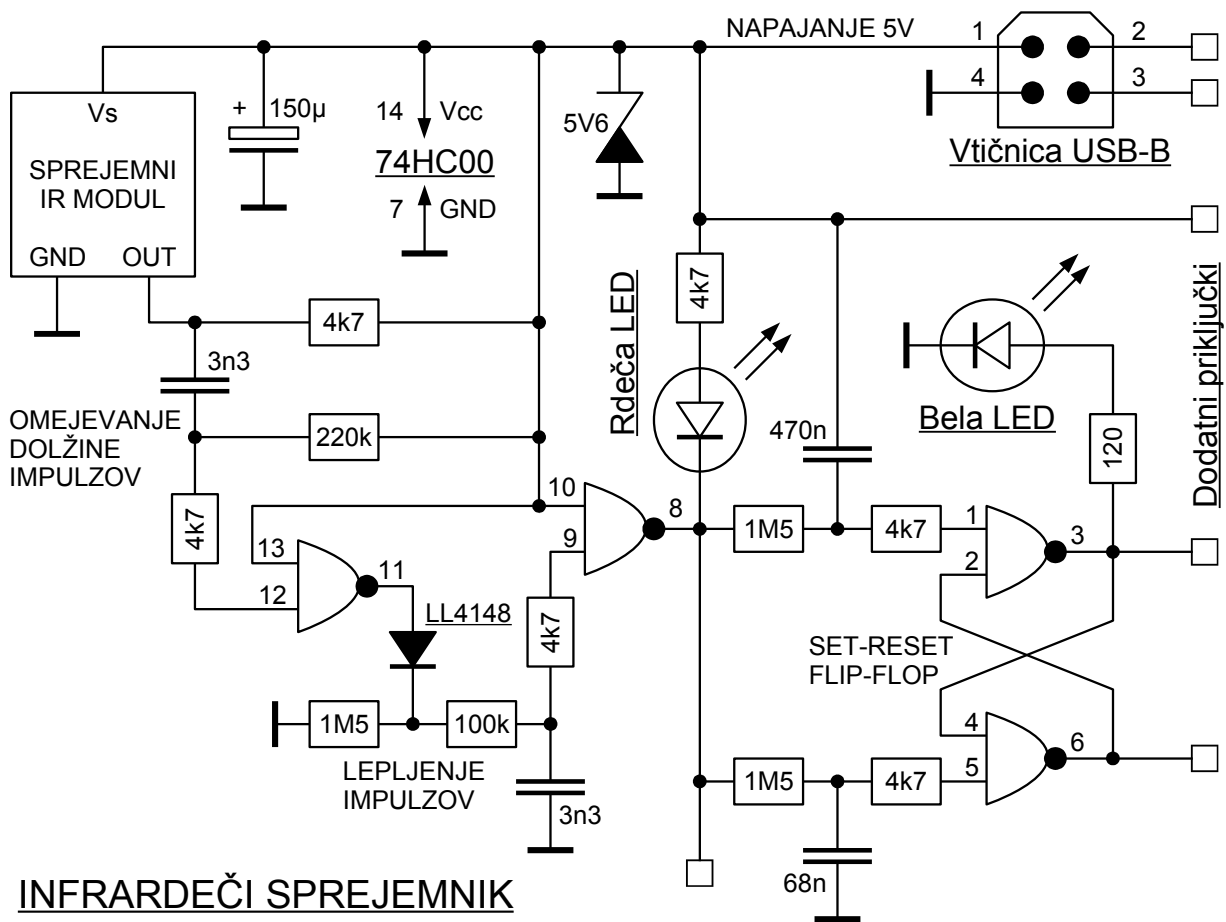 NAPAJANJE 5V
1
2
4
3
Vtičnica USB-B
Vs
SPREJEMNI
IR MODUL
GND
OUT
+
150µ
14
Vcc
74HC00
7
GND
5V6
4k7
3n3
OMEJEVANJE
DOLŽINE
IMPULZOV
220k
4k7
13
12
11
LL4148
10
9
8
4k7
1M5
100k
LEPLJENJE
IMPULZOV
3n3
Rdeča LED
4k7
470n
Bela LED
120
Dodatni priključki
1M5
4k7
1
2
3
SET-RESET
FLIP-FLOP
4
5
6
1M5
4k7
68n
INFRARDEČI SPREJEMNIK